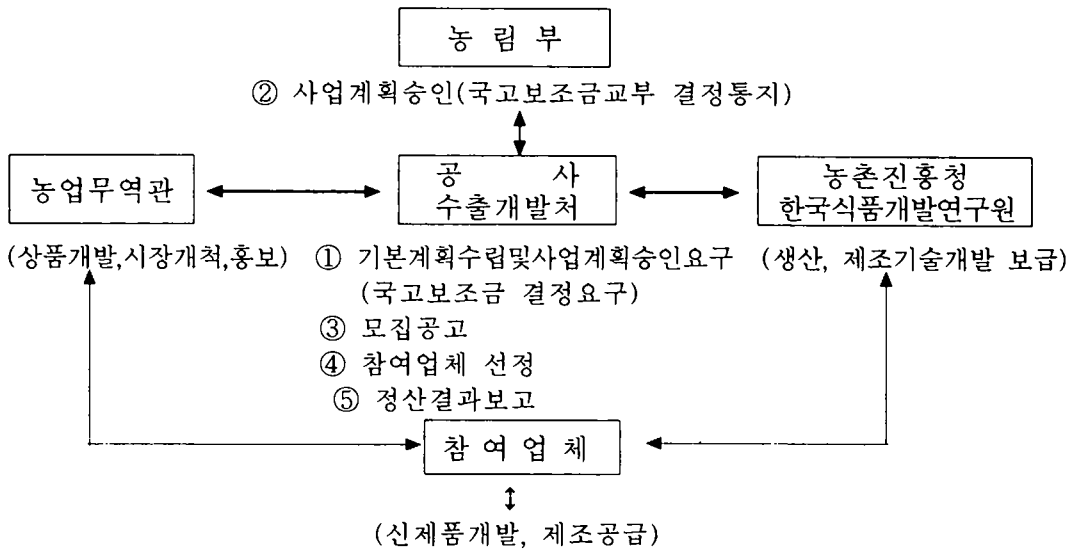 농 림 부
② 사업계획승인(국고보조금교부 결정통지)
농업무역관
공 사
수출개발처
농촌진흥청
한국식품개발연구원
(상품개발,시장개척,홍보)
① 기본계획수립및사업계획승인요구
(국고보조금 결정요구)
(생산, 제조기술개발 보급)
③ 모집공고
④ 참여업체 선정
⑤ 정산결과보고
참 여 업 체
(신제품개발, 제조공급)